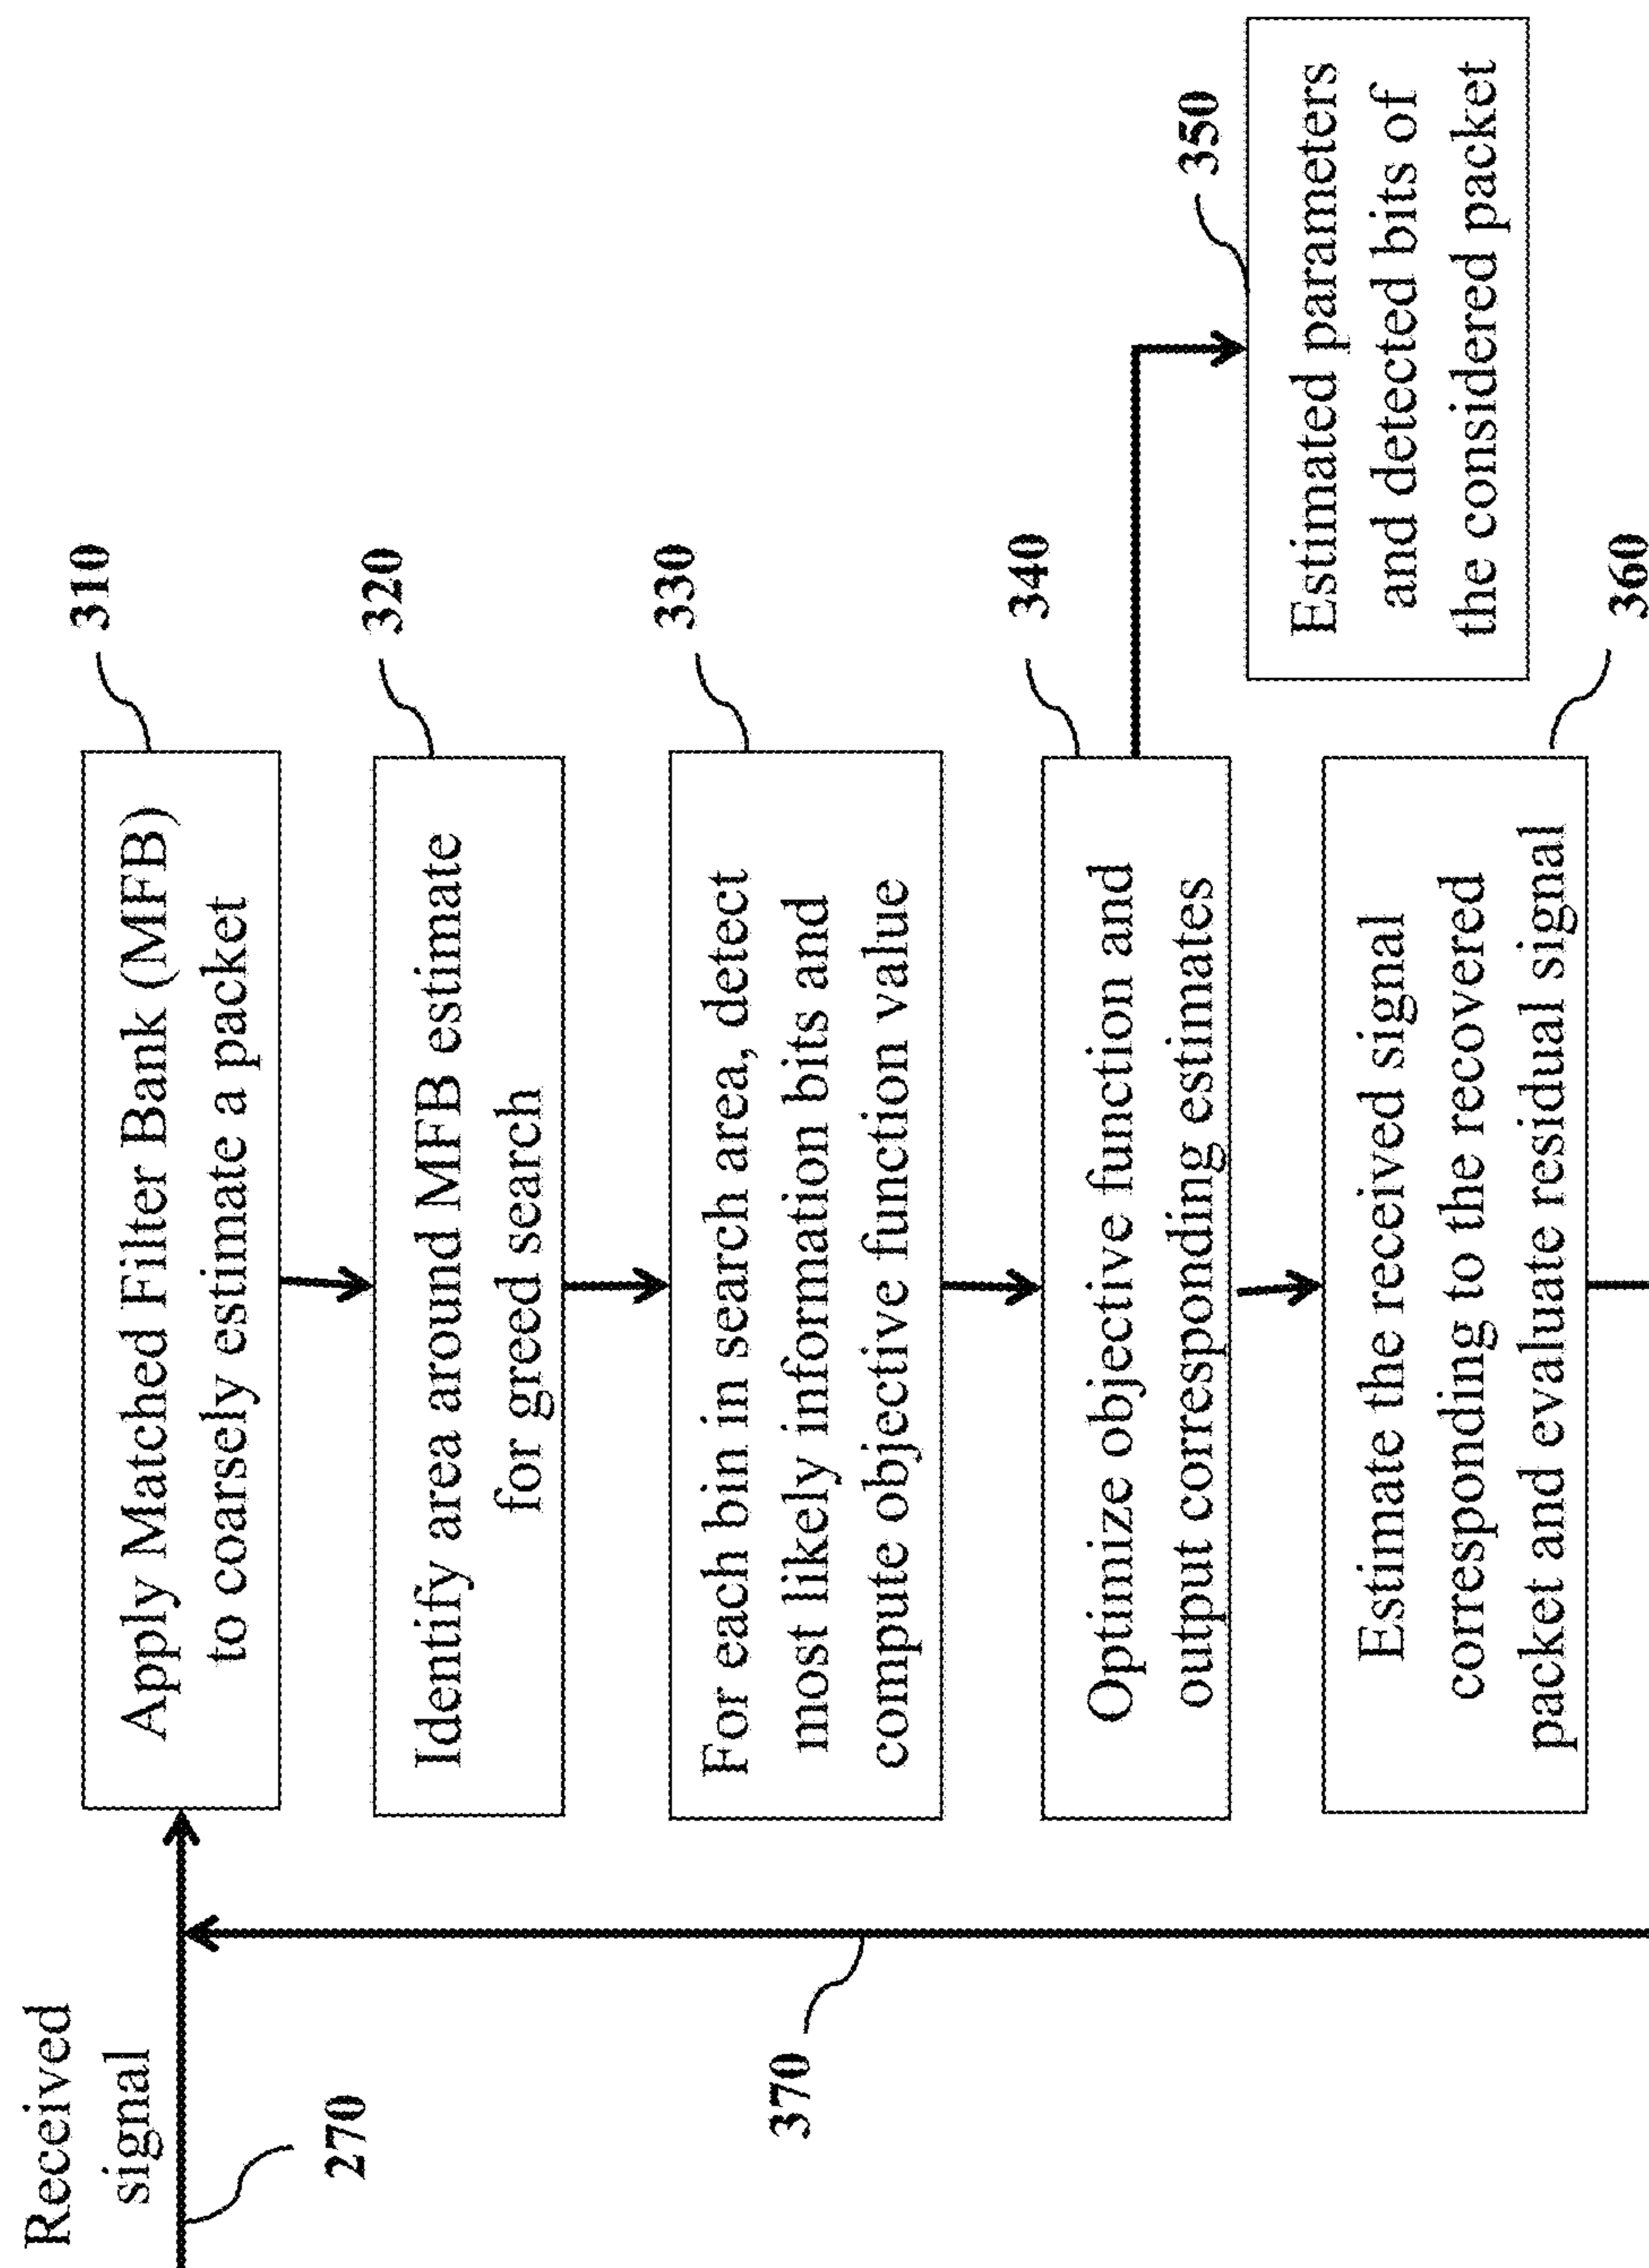 Received
signal
270
310
Apply Matched Filter Bank (MFB)
to coarsely estimate a packet
320
Identify area around MFB estimate
for greed search
330
For each bin in search area, detect
most likely information bits and
compute objective function value
340
Optimize objective function and
output corresponding estimates
350
Estimated parameters
and detected bits of
the considered packet
360
Estimate the received signal
corresponding to the recovered
packet and evaluate residual signal
370